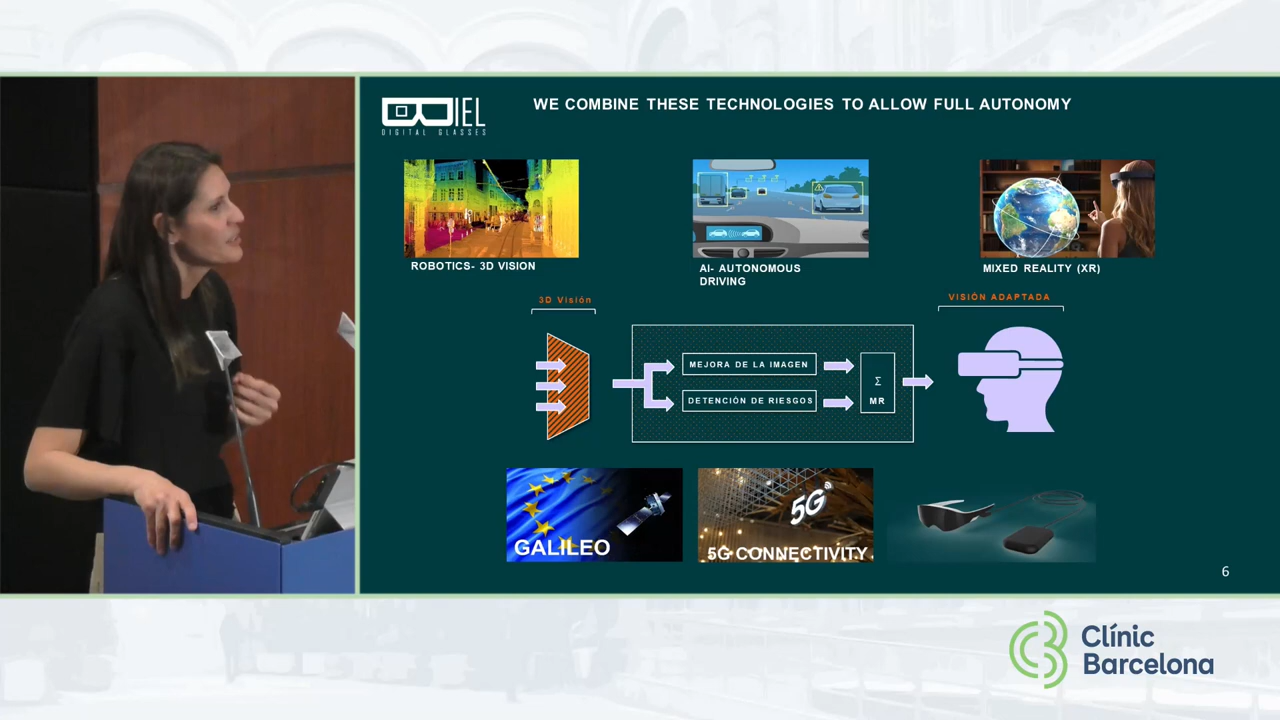 WE COMBINE THESE TECHNOLOGIES TO ALLOW FULL AUTONOMY
IEL
DIGITAL GLASSES
ROBOTICS- 3D VISION
AI- AUTONOMOUS
DRIVING
MIXED REALITY (XR)
3D Visión
VISIÓN ADAPTADA
MEJORA DE LA IMAGEN
DETENCIÓN DE RIESGOS
Σ
MR
GALILEO
5G
5G CONNECTIVITY
6
Clínic
Barcelona